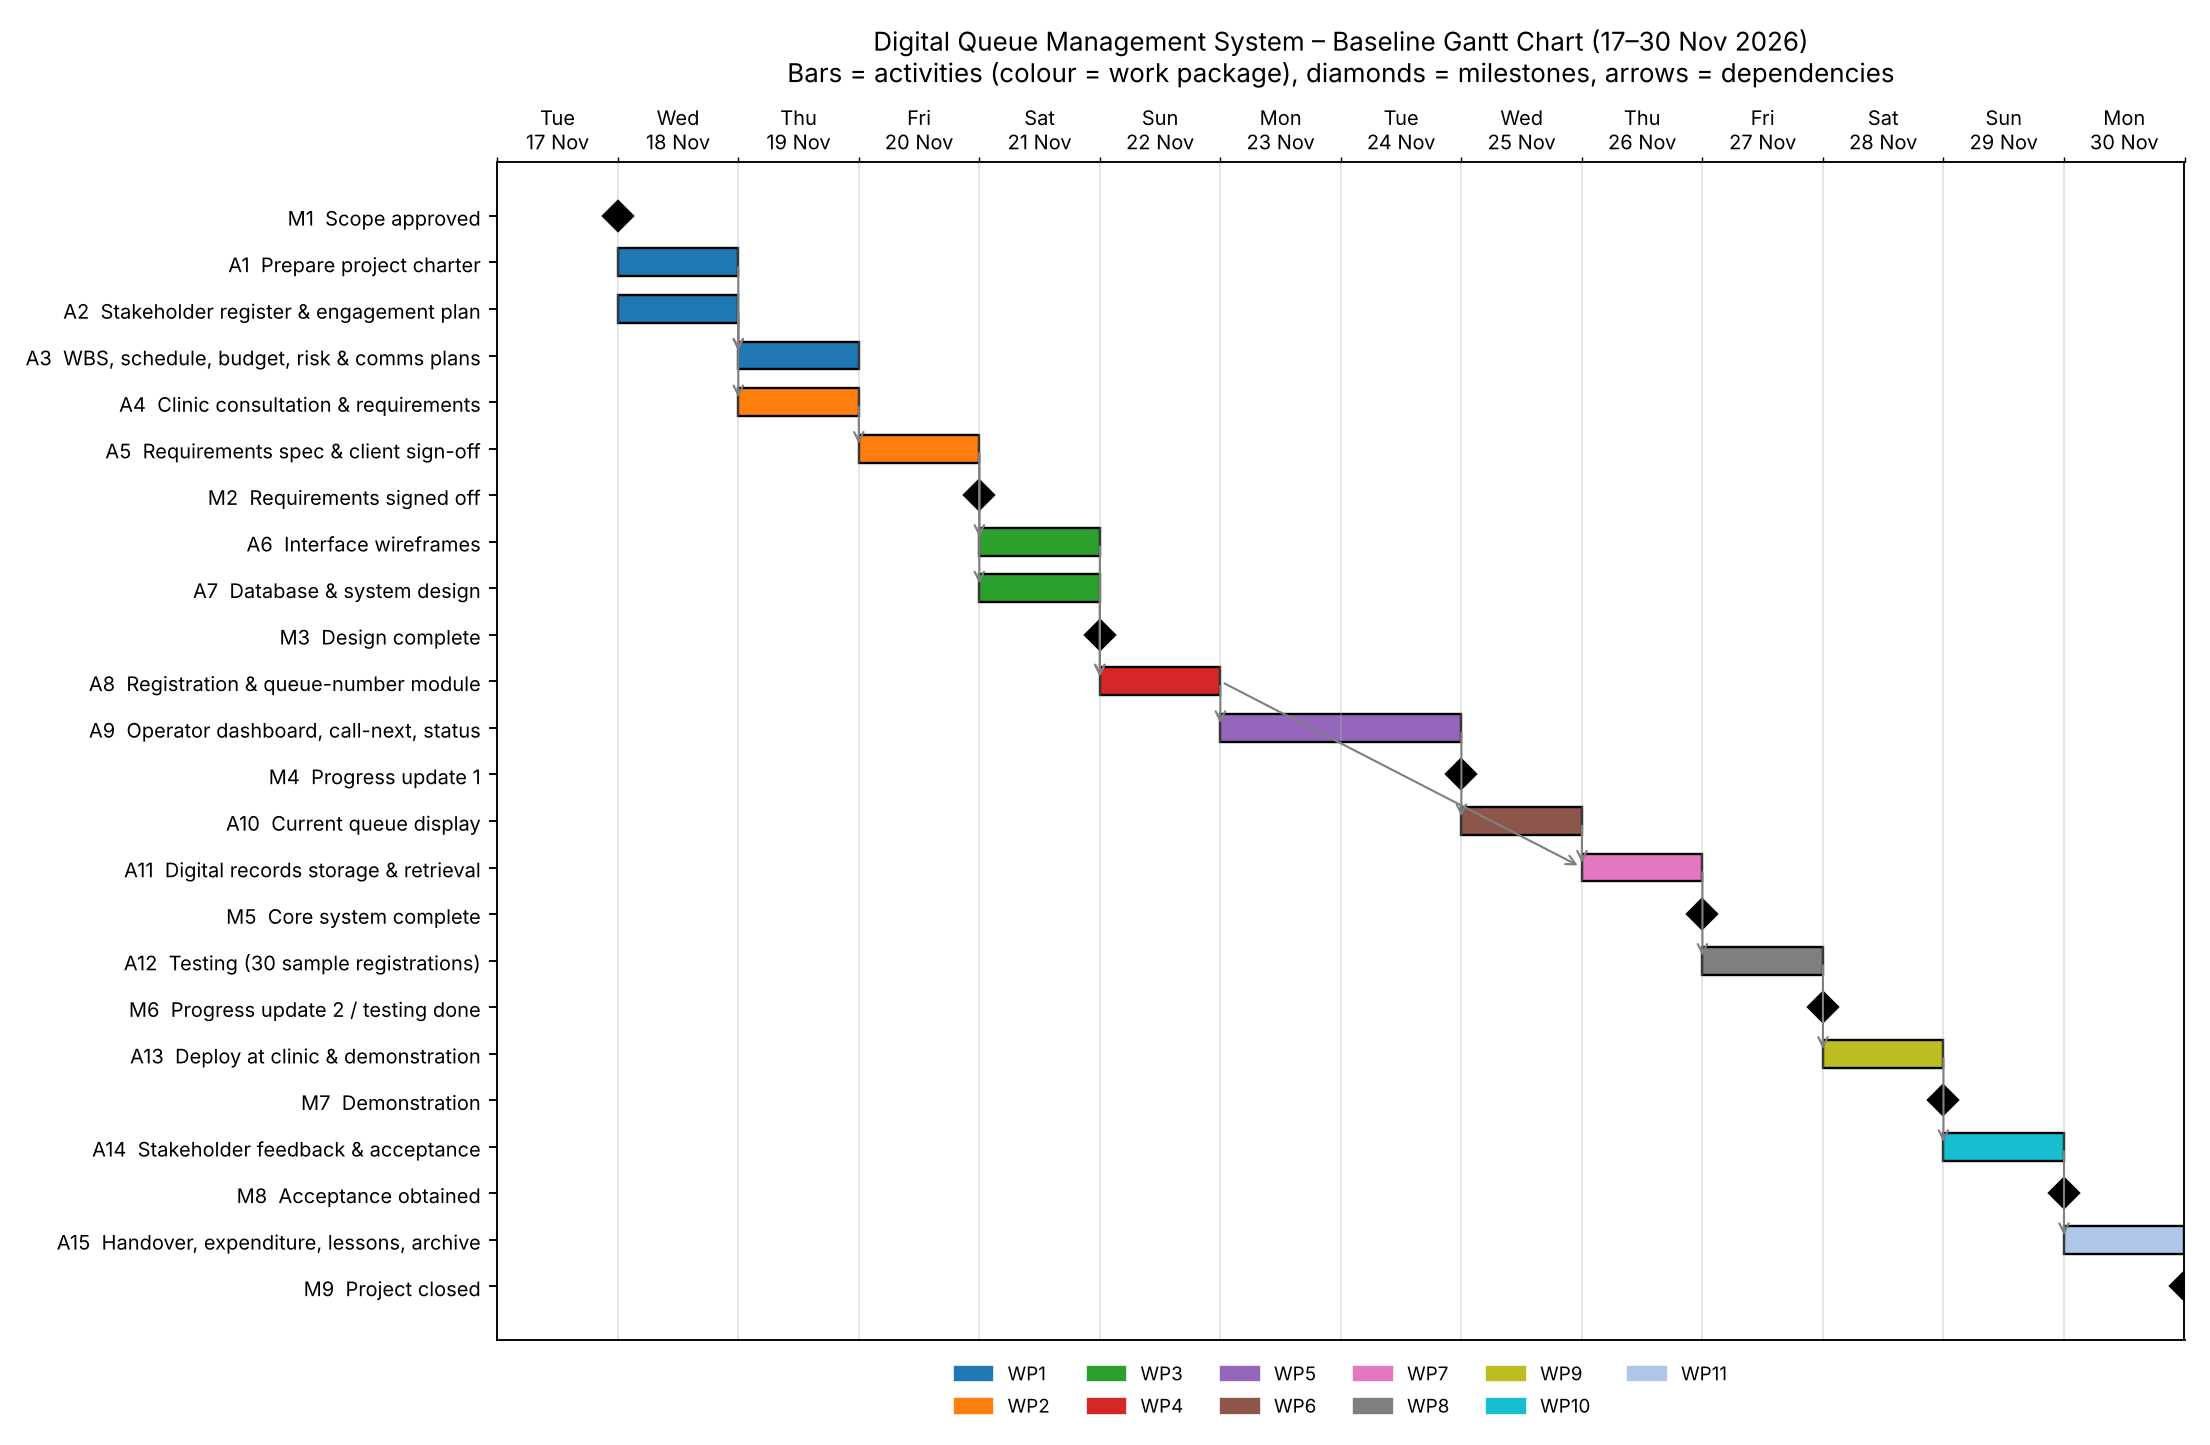 Digital Queue Management System – Baseline Gantt Chart (17–30 Nov 2026)
Bars = activities (colour = work package), diamonds = milestones, arrows = dependencies
Tue Wed Thu Fri Sat Sun Mon Tue Wed Thu Fri Sat Sun Mon
17 Nov 18 Nov 19 Nov 20 Nov 21 Nov 22 Nov 23 Nov 24 Nov 25 Nov 26 Nov 27 Nov 28 Nov 29 Nov 30 Nov
M1 Scope approved
A1 Prepare project charter
A2 Stakeholder register & engagement plan
A3 WBS, schedule, budget, risk & comms plans
A4 Clinic consultation & requirements
A5 Requirements spec & client sign-off
M2 Requirements signed off
A6 Interface wireframes
A7 Database & system design
M3 Design complete
A8 Registration & queue-number module
A9 Operator dashboard, call-next, status
M4 Progress update 1
A10 Current queue display
A11 Digital records storage & retrieval
M5 Core system complete
A12 Testing (30 sample registrations)
M6 Progress update 2 / testing done
A13 Deploy at clinic & demonstration
M7 Demonstration
A14 Stakeholder feedback & acceptance
M8 Acceptance obtained
A15 Handover, expenditure, lessons, archive
M9 Project closed
WP1 WP3 WP5 WP7 WP9 WP11
WP2 WP4 WP6 WP8 WP10